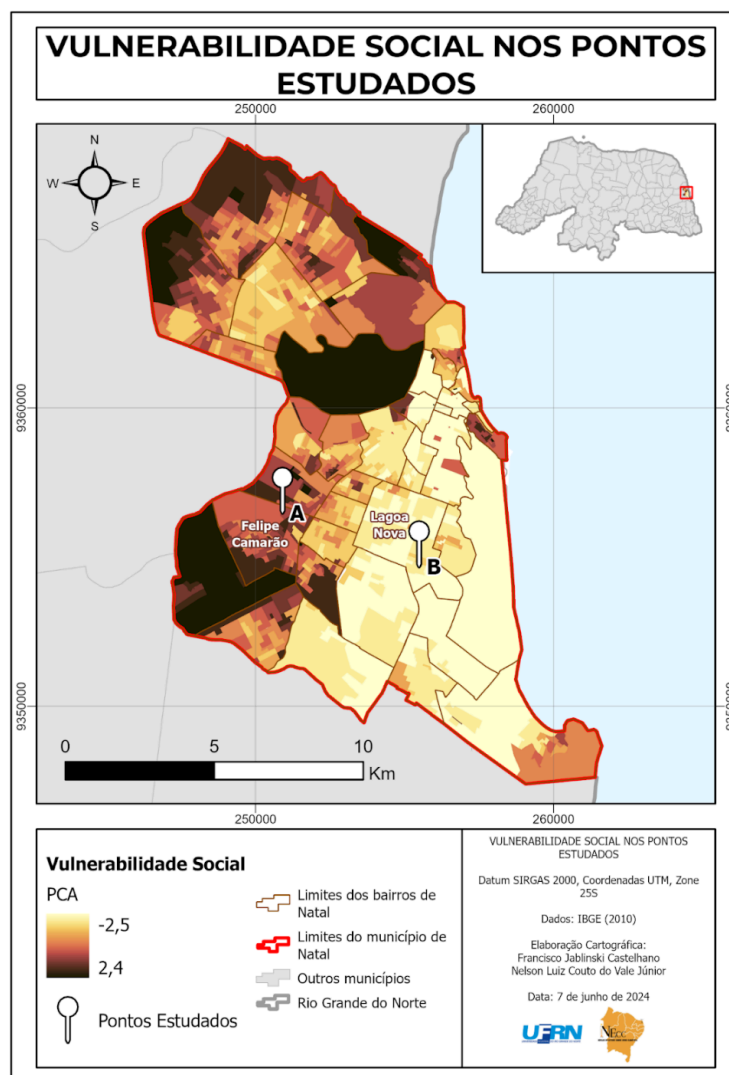 VULNERABILIDADE SOCIAL NOS PONTOS
ESTUDADOS
250000
260000
N
W
E
S
9360000
Felipe
Camarão
A
Lagoa
Nova
B
9350000
0
5
10
Km
250000
260000
Vulnerabilidade Social
PCA
-2,5
2,4
Pontos Estudados
Limites dos bairros de
Natal
Limites do município de
Natal
Outros municípios
Rio Grande do Norte
VULNERABILIDADE SOCIAL NOS PONTOS
ESTUDADOS
Datum SIRGAS 2000, Coordenadas UTM, Zone
25S
Dados: IBGE (2010)
Elaboração Cartográfica:
Francisco Jablinski Castelhano
Nelson Luiz Couto do Vale Júnior
Data: 7 de junho de 2024
UFRN